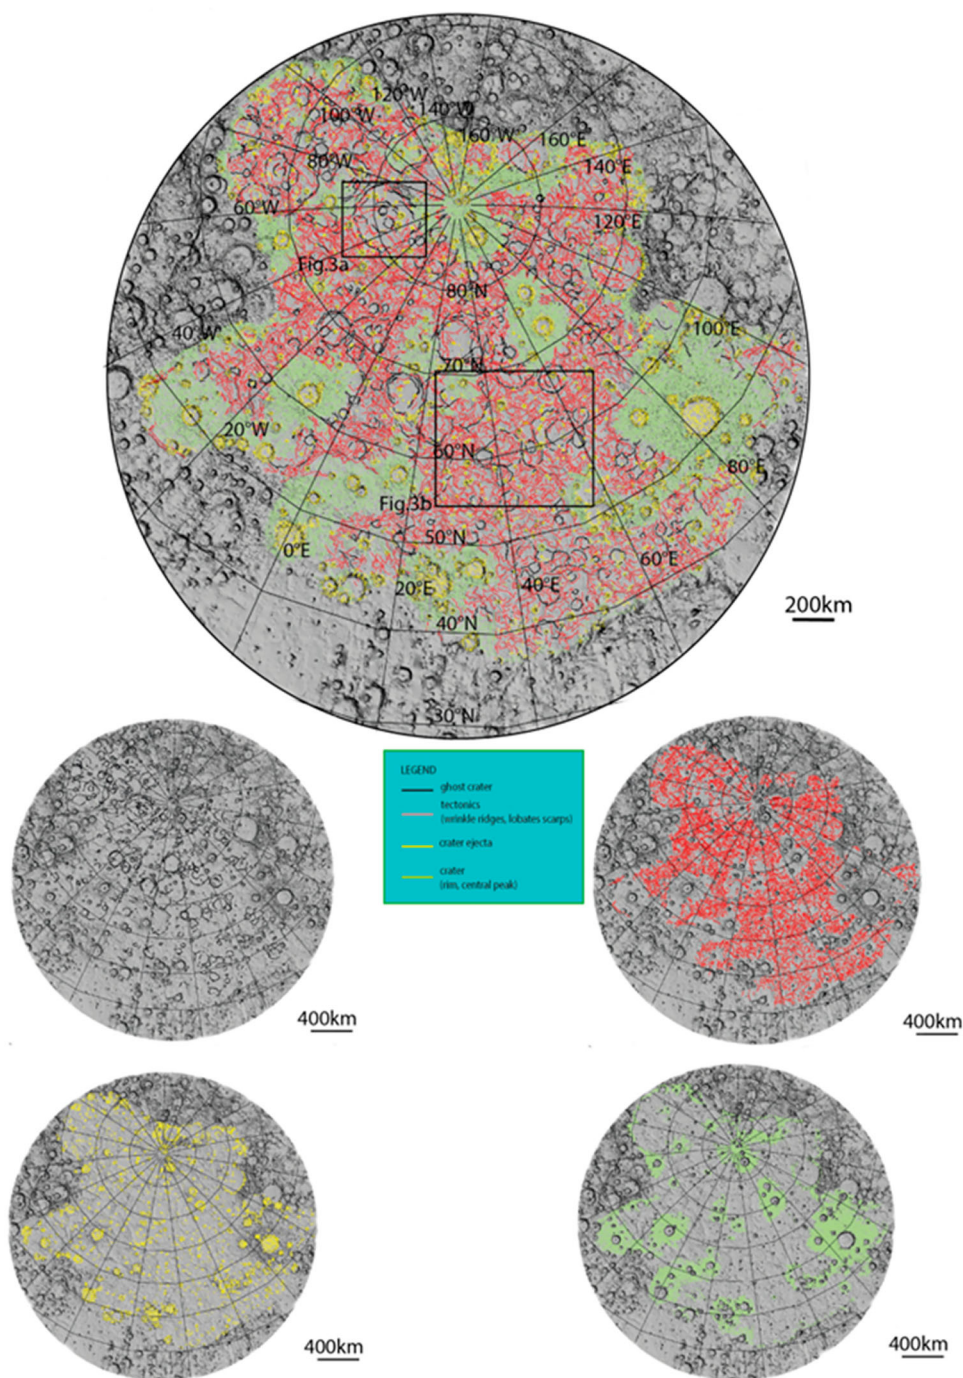 120°W
100°W
140°W
160°W
160°E
80°W
140°E
60°W
120°E
Fig.3a
80°N
40°W
100°E
70°N
20°W
60°N
80°E
Fig.3b
50°N
0°E
60°E
20°E
40°E
200km
40°N
30°N
LEGEND
ghost crater
tectonics
(wrinkle ridges, lobates scarps)
crater ejecta
crater
(rim, central peak)
400km
400km
400km
400km